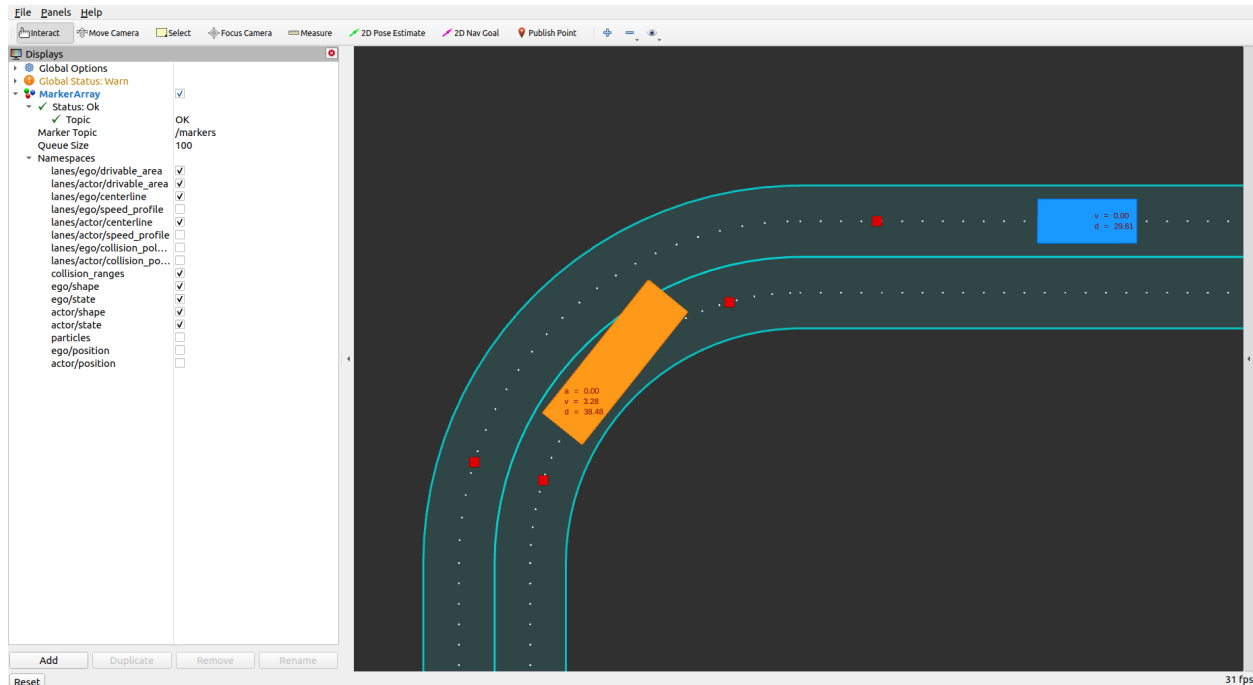 File Panels Help
Interact Move Camera Select Focus Camera Measure 2D Pose Estimate 2D Nav Goal Publish Point
Displays
Global Options
Global Status: Warn
MarkerArray
Status: Ok
Topic OK
Marker Topic /markers
Queue Size 100
Namespaces
lanes/ego/drivable_area
lanes/actor/drivable_area
lanes/ego/centerline
lanes/ego/speed_profile
lanes/actor/centerline
lanes/actor/speed_profile
lanes/ego/collision_pol...
lanes/actor/collision_po...
collision_ranges
ego/shape
ego/state
actor/shape
actor/state
particles
ego/position
actor/position
v = 0.00
d = 29.61
a = 0.00
v = 3.28
d = 38.48
Add Duplicate Remove Rename
Reset
31 fps